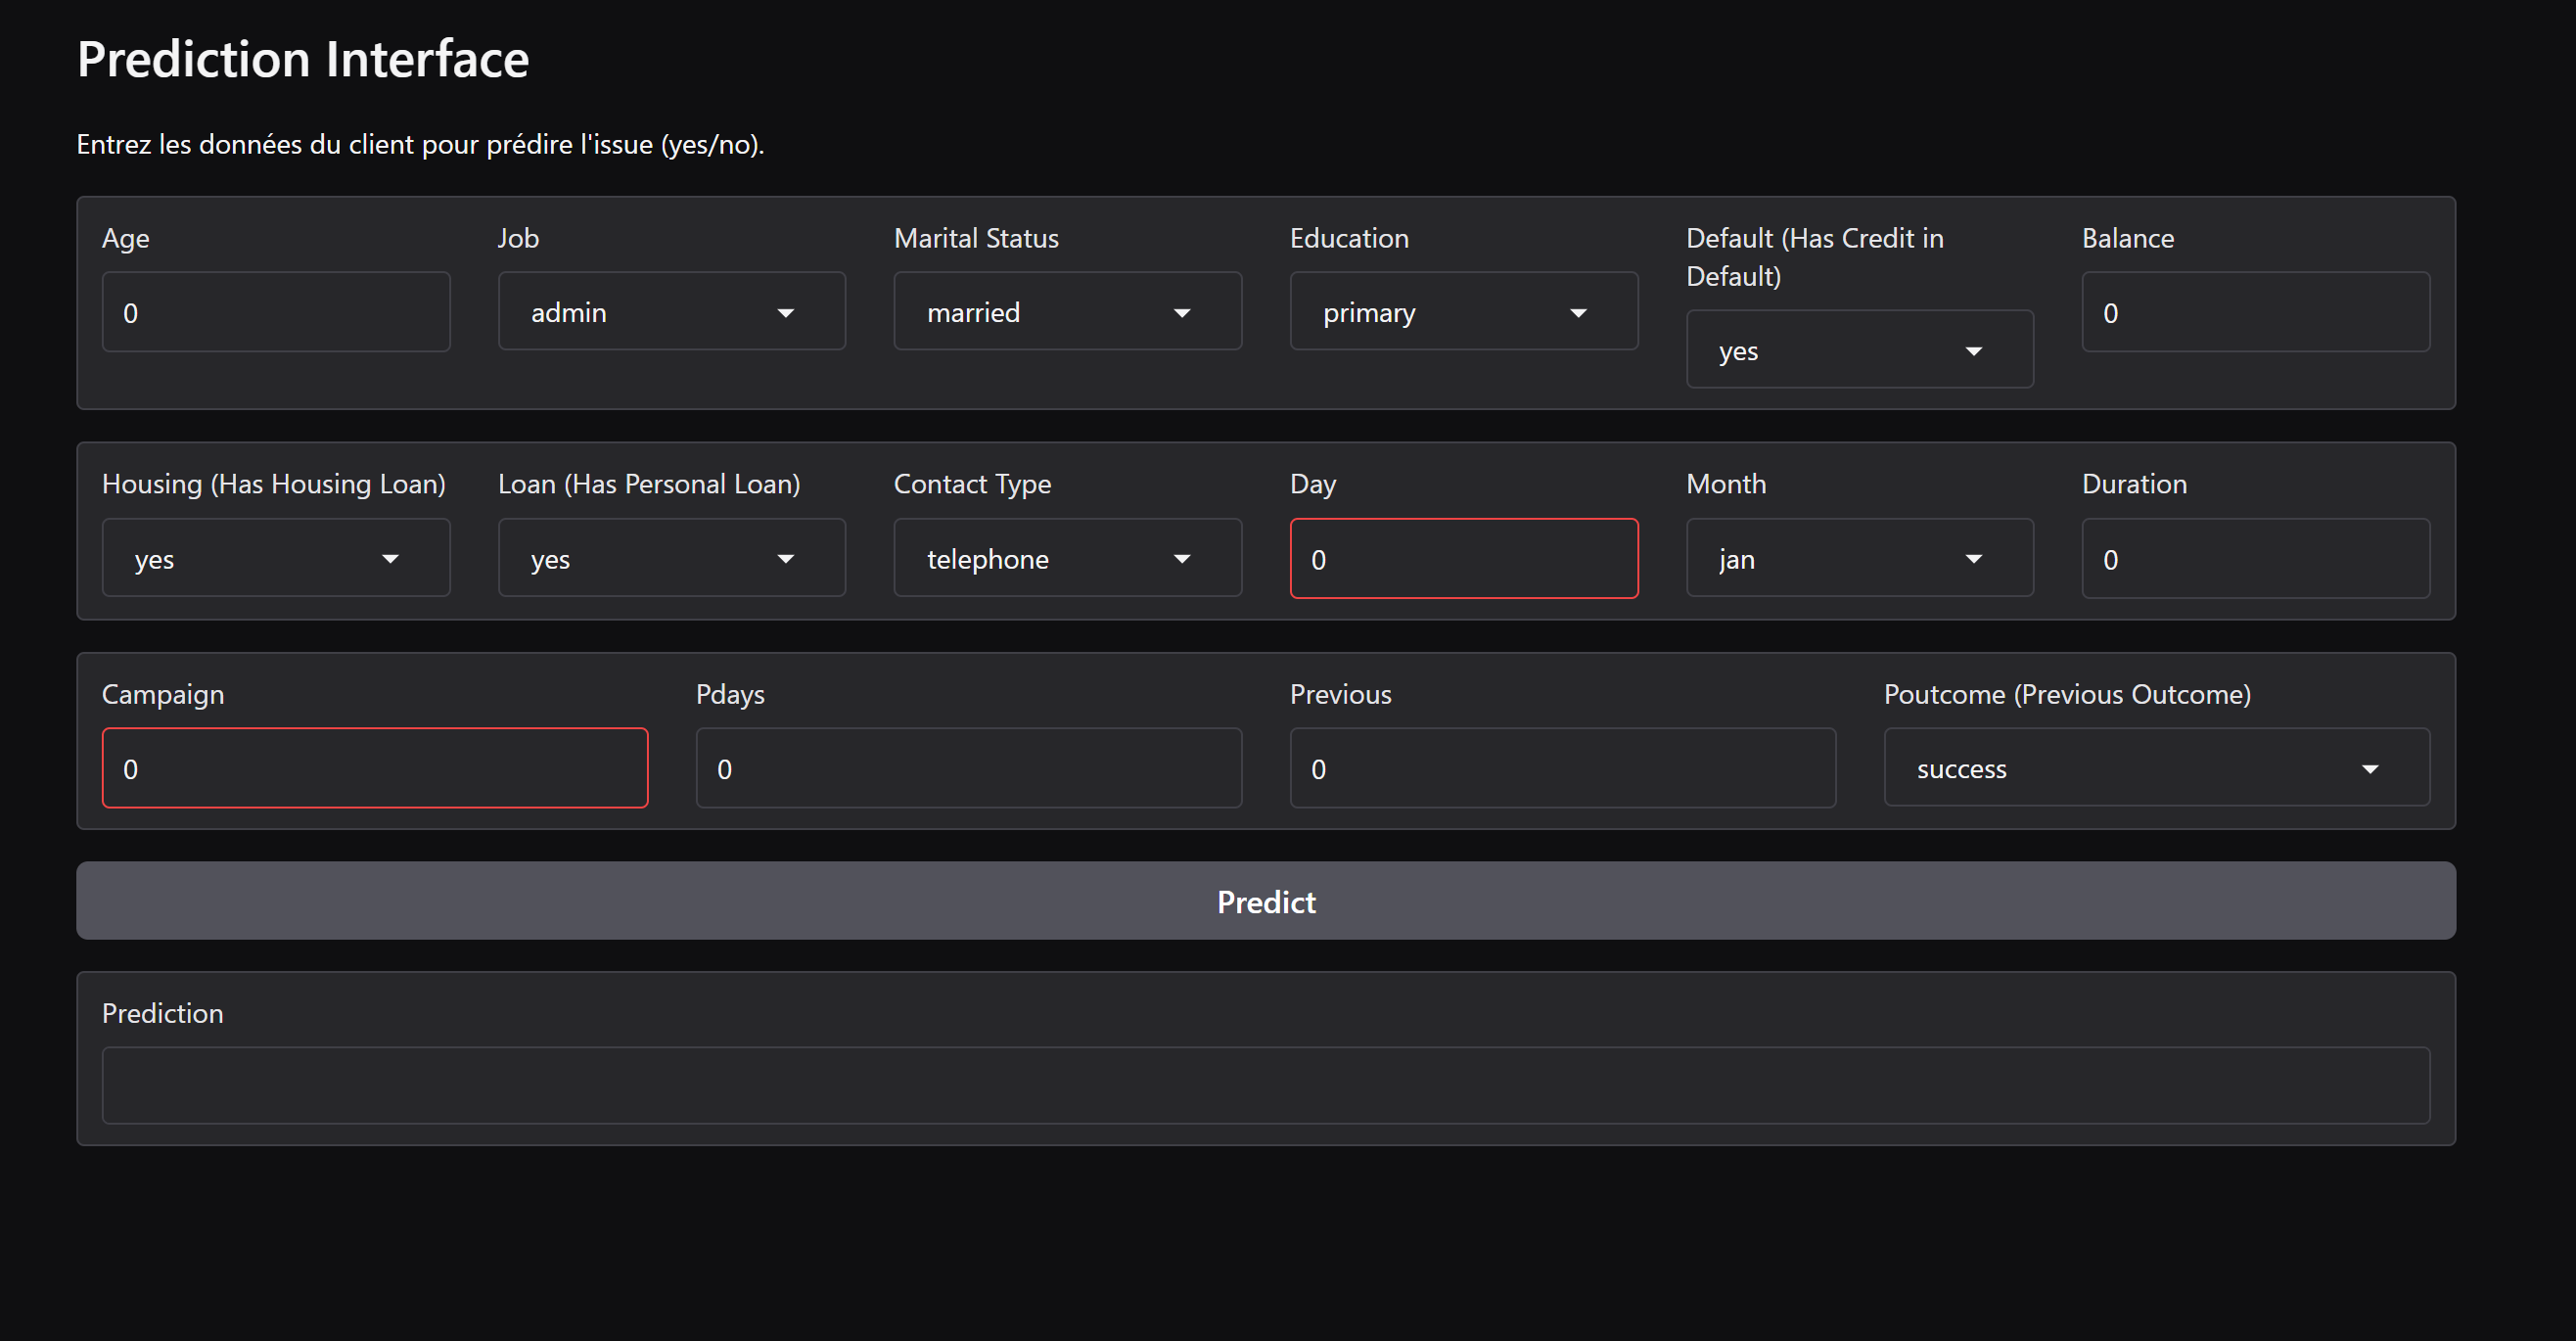 Prediction Interface
Entrez les données du client pour prédire l'issue (yes/no).
Age
0
Job
admin
Marital Status
married
Education
primary
Default (Has Credit in
Default)
yes
Balance
0
Housing (Has Housing Loan)
yes
Loan (Has Personal Loan)
yes
Contact Type
telephone
Day
0
Month
jan
Duration
0
Campaign
0
Pdays
0
Previous
0
Poutcome (Previous Outcome)
success
Predict
Prediction